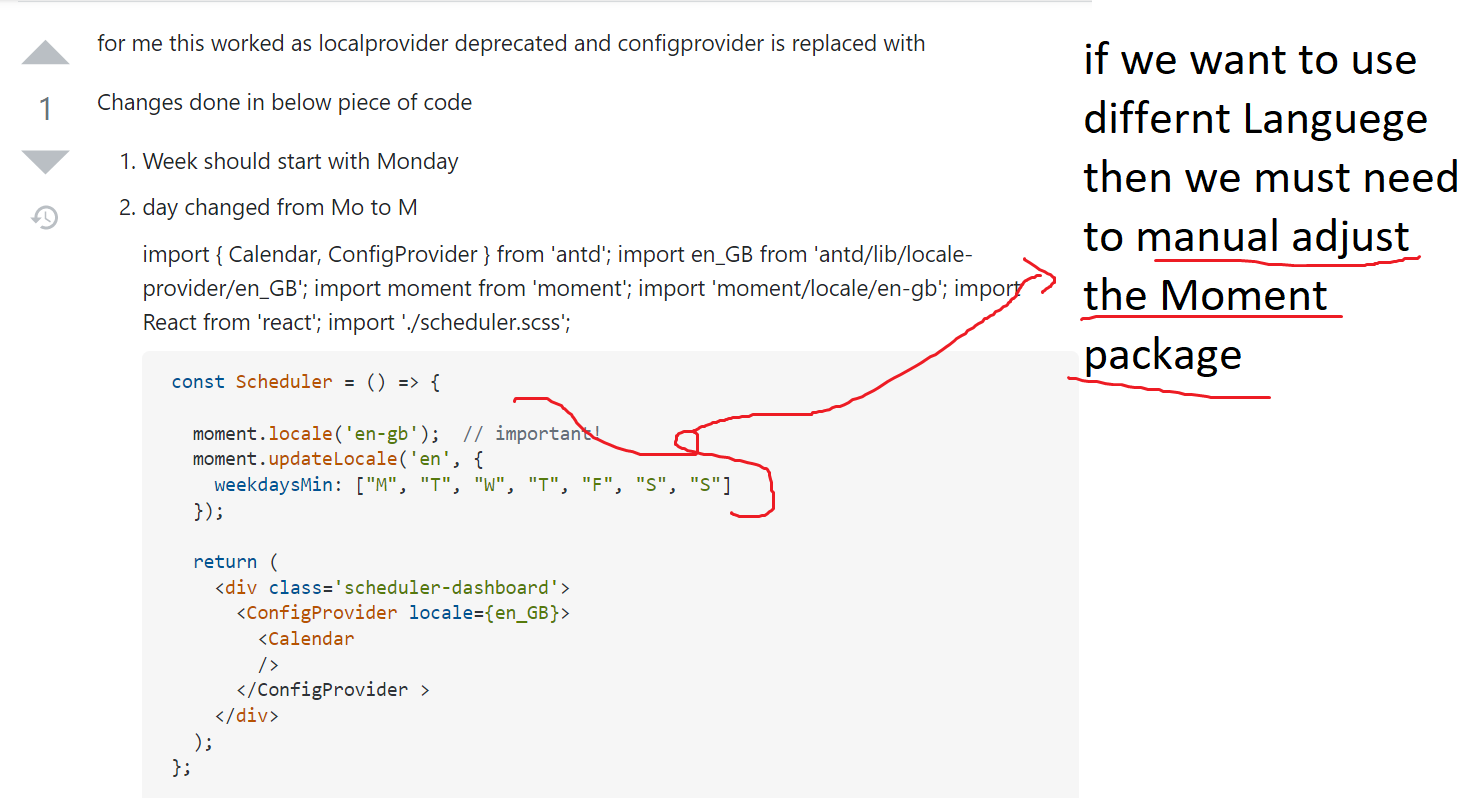 for me this worked as localprovider deprecated and configprovider is replaced with
1
Changes done in below piece of code
1. Week should start with Monday
2. day changed from Mo to M
import { Calendar, ConfigProvider } from 'antd'; import en_GB from 'antd/lib/locale-
provider/en_GB'; import moment from 'moment'; import 'moment/locale/en-gb'; import
React from 'react'; import './scheduler.scss';
const Scheduler = () => {
moment.locale('en-gb');  // important!
moment.updateLocale('en', {
weekdaysMin: ["M", "T", "W", "T", "F", "S", "S"]
});
return (
<div class='scheduler-dashboard'>
<ConfigProvider locale={en_GB}>
<Calendar
/>
</ConfigProvider >
</div>
);
};
if we want to use
differnt Languege
then we must need
to manual adjust
the Moment
package